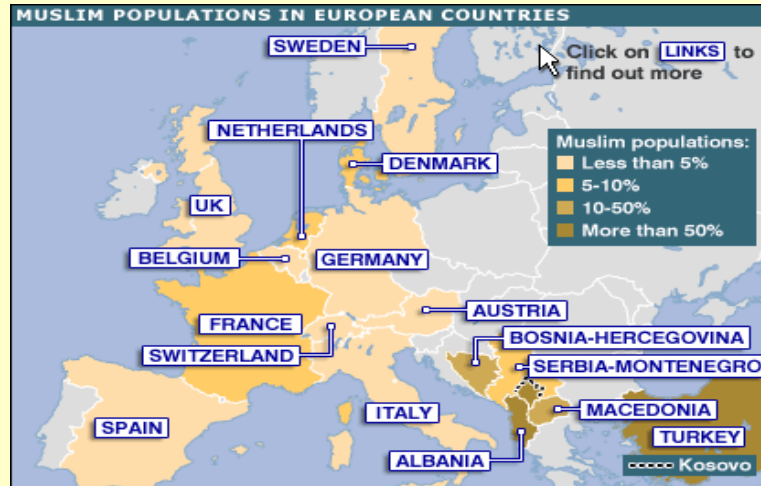 MUSLIM POPULATIONS IN EUROPEAN COUNTRIES
SWEDEN
Click on LINKS to
find out more
NETHERLANDS
DENMARK
Muslim populations:
Less than 5%
5-10%
10-50%
More than 50%
UK
BELGIUM
GERMANY
AUSTRIA
FRANCE
BOSNIA-HERCEGOVINA
SWITZERLAND
SERBIA-MONTENEGRO
ITALY
MACEDONIA
SPAIN
TURKEY
ALBANIA
Kosovo